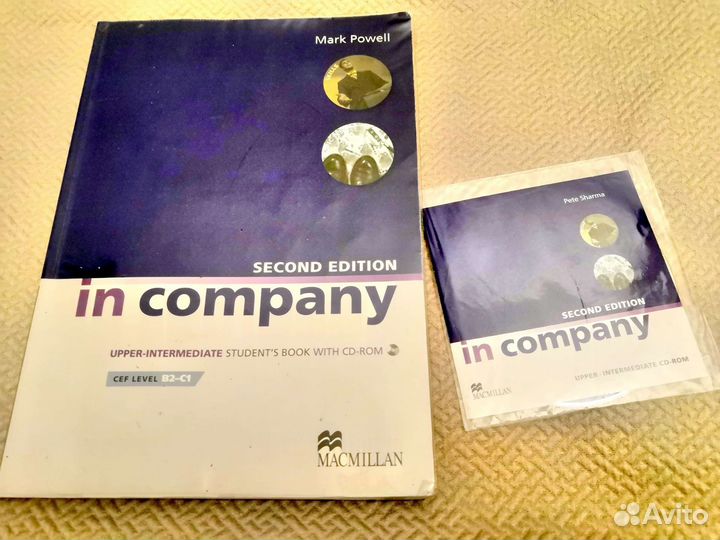 Mark Powell
SECOND EDITION
in company
UPPER-INTERMEDIATE STUDENT'S BOOK WITH CD-ROM
CEF LEVEL B2–C1
MACMILLAN
Pete Sharma
SECOND EDITION
in company
UPPER-INTERMEDIATE CD-ROM
MACMILLAN
Avito